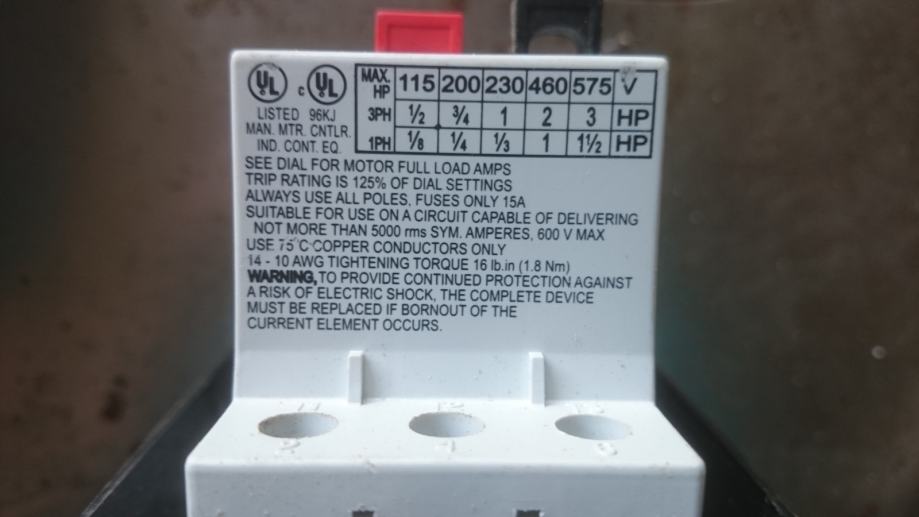 UL c UL
LISTED 96KJ
MAN. MTR. CNTLR.
IND. CONT. EQ.
MAX. HP 115 200 230 460 575 V
3PH ½ ¾ 1 2 3 HP
1PH ⅛ ¼ ⅓ 1 1½ HP
SEE DIAL FOR MOTOR FULL LOAD AMPS
TRIP RATING IS 125% OF DIAL SETTINGS
ALWAYS USE ALL POLES, FUSES ONLY 15A
SUITABLE FOR USE ON A CIRCUIT CAPABLE OF DELIVERING
NOT MORE THAN 5000 rms SYM. AMPERES, 600 V MAX
USE 75°C COPPER CONDUCTORS ONLY
14 - 10 AWG TIGHTENING TORQUE 16 lb.in (1.8 Nm)
WARNING, TO PROVIDE CONTINUED PROTECTION AGAINST
A RISK OF ELECTRIC SHOCK, THE COMPLETE DEVICE
MUST BE REPLACED IF BORNOUT OF THE
CURRENT ELEMENT OCCURS.